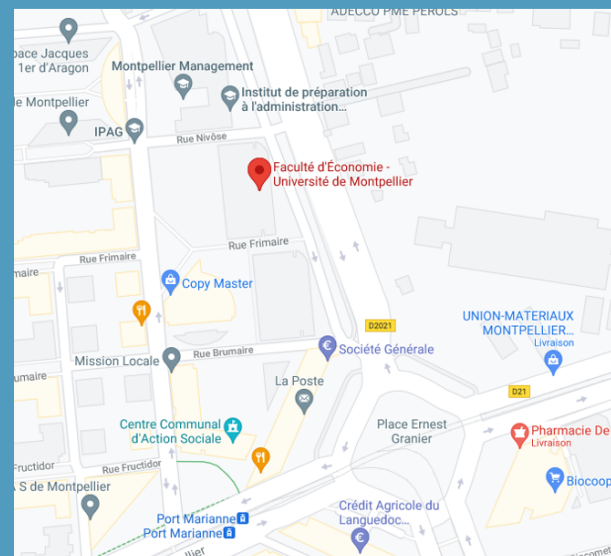 ADECCO PME PEROLS
pace Jacques
1er d'Aragon
Montpellier Management
Institut de préparation
à l'administration...
de Montpellier
IPAG
Rue Nivôse
Faculté d'Économie -
Université de Montpellier
Rue Frimaire
maire
Rue Frimaire
Copy Master
UNION-MATERIAUX
MONTPELLIER...
Livraison
D2021
Société Générale
Mission Locale
Rue Brumaire
umaire
La Poste
D21
Centre Communal
d'Action Sociale
Place Ernest
Granier
Pharmacie De
Livraison
Fructidor
Rue Fructidor
A S de Montpellier
Biocoop
Port Marianne
Port Marianne
Crédit Agricole du
Languedoc...